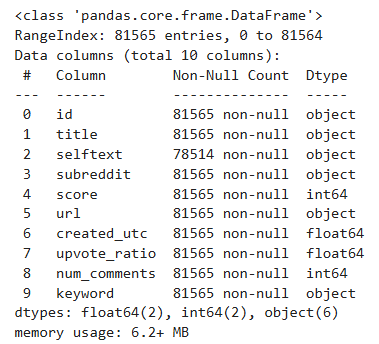 <class 'pandas.core.frame.DataFrame'>
RangeIndex: 81565 entries, 0 to 81564
Data columns (total 10 columns):
 #   Column        Non-Null Count  Dtype
---  ------        --------------  -----
 0   id            81565 non-null  object
 1   title         81565 non-null  object
 2   selftext      78514 non-null  object
 3   subreddit     81565 non-null  object
 4   score         81565 non-null  int64
 5   url           81565 non-null  object
 6   created_utc   81565 non-null  float64
 7   upvote_ratio  81565 non-null  float64
 8   num_comments  81565 non-null  int64
 9   keyword       81565 non-null  object
dtypes: float64(2), int64(2), object(6)
memory usage: 6.2+ MB